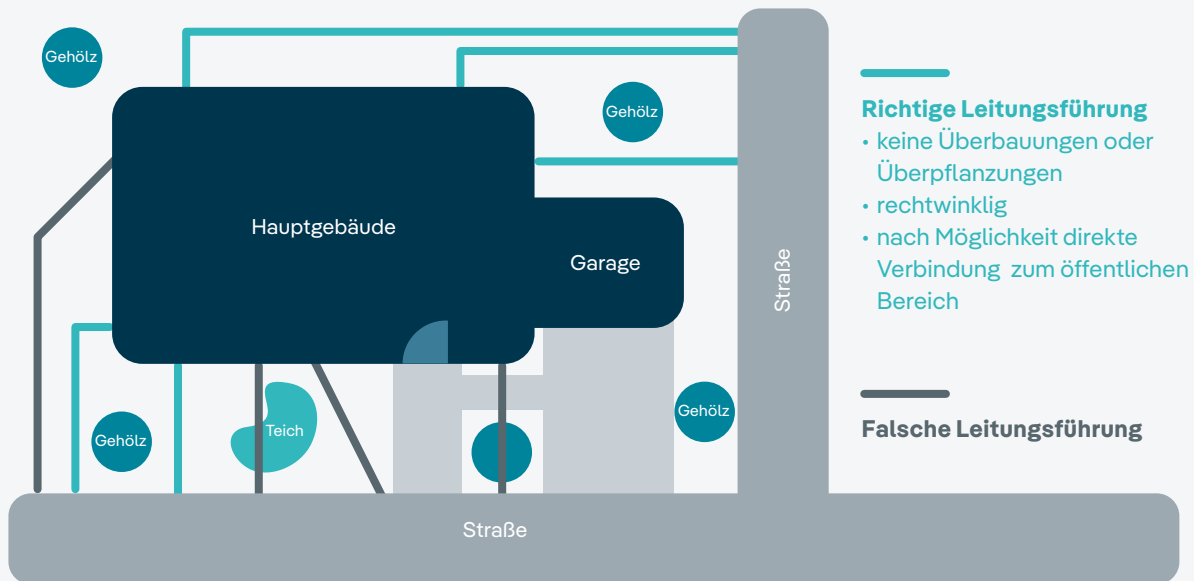 Gehölz
Gehölz
Hauptgebäude
Garage
Straße
Gehölz
Gehölz
Teich
Straße
Richtige Leitungsführung
• keine Überbauungen oder
Überpflanzungen
• rechtwinklig
• nach Möglichkeit direkte
Verbindung zum öffentlichen
Bereich
Falsche Leitungsführung